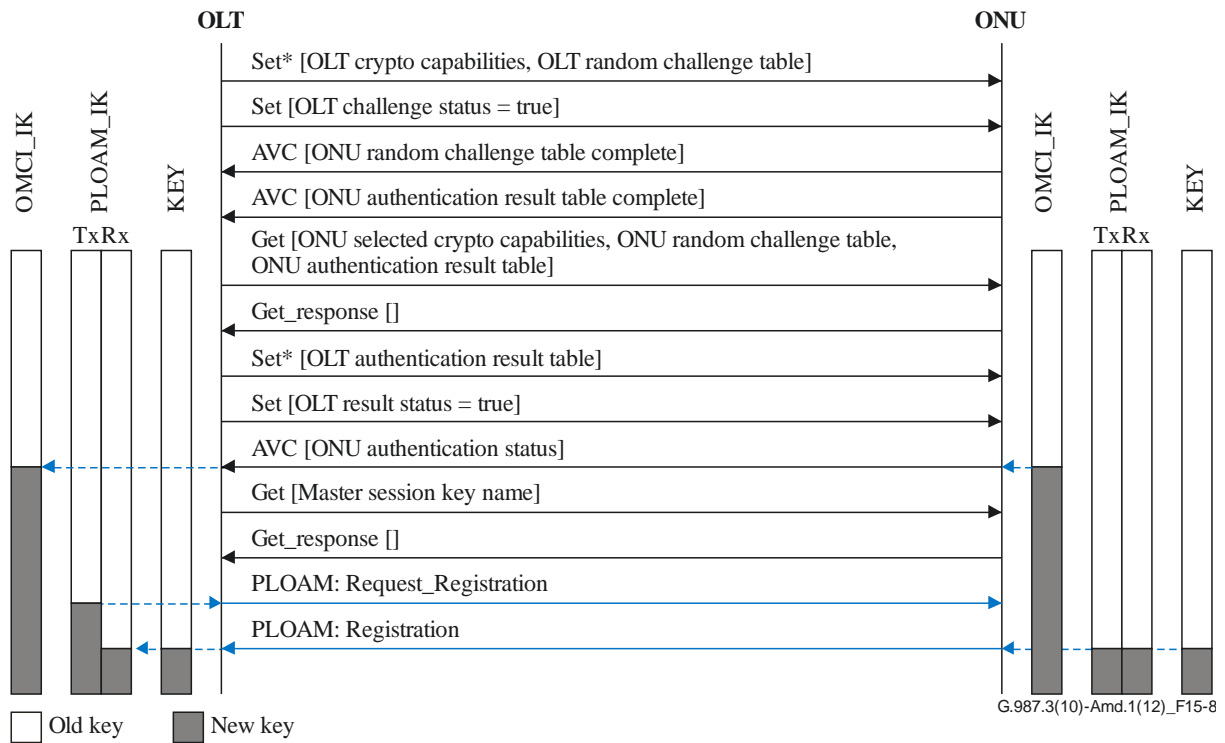 OLT
ONU
Set* [OLT crypto capabilities, OLT random challenge table]
Set [OLT challenge status = true]
AVC [ONU random challenge table complete]
AVC [ONU authentication result table complete]
Get [ONU selected crypto capabilities, ONU random challenge table,
ONU authentication result table]
Get_response []
Set* [OLT authentication result table]
Set [OLT result status = true]
AVC [ONU authentication status]
Get [Master session key name]
Get_response []
PLOAM: Request_Registration
PLOAM: Registration
OMCI_IK
PLOAM_IK
KEY
Tx Rx
OMCI_IK
PLOAM_IK
KEY
Tx Rx
Old key
New key
G.987.3(10)-Amd.1(12)_F15-8